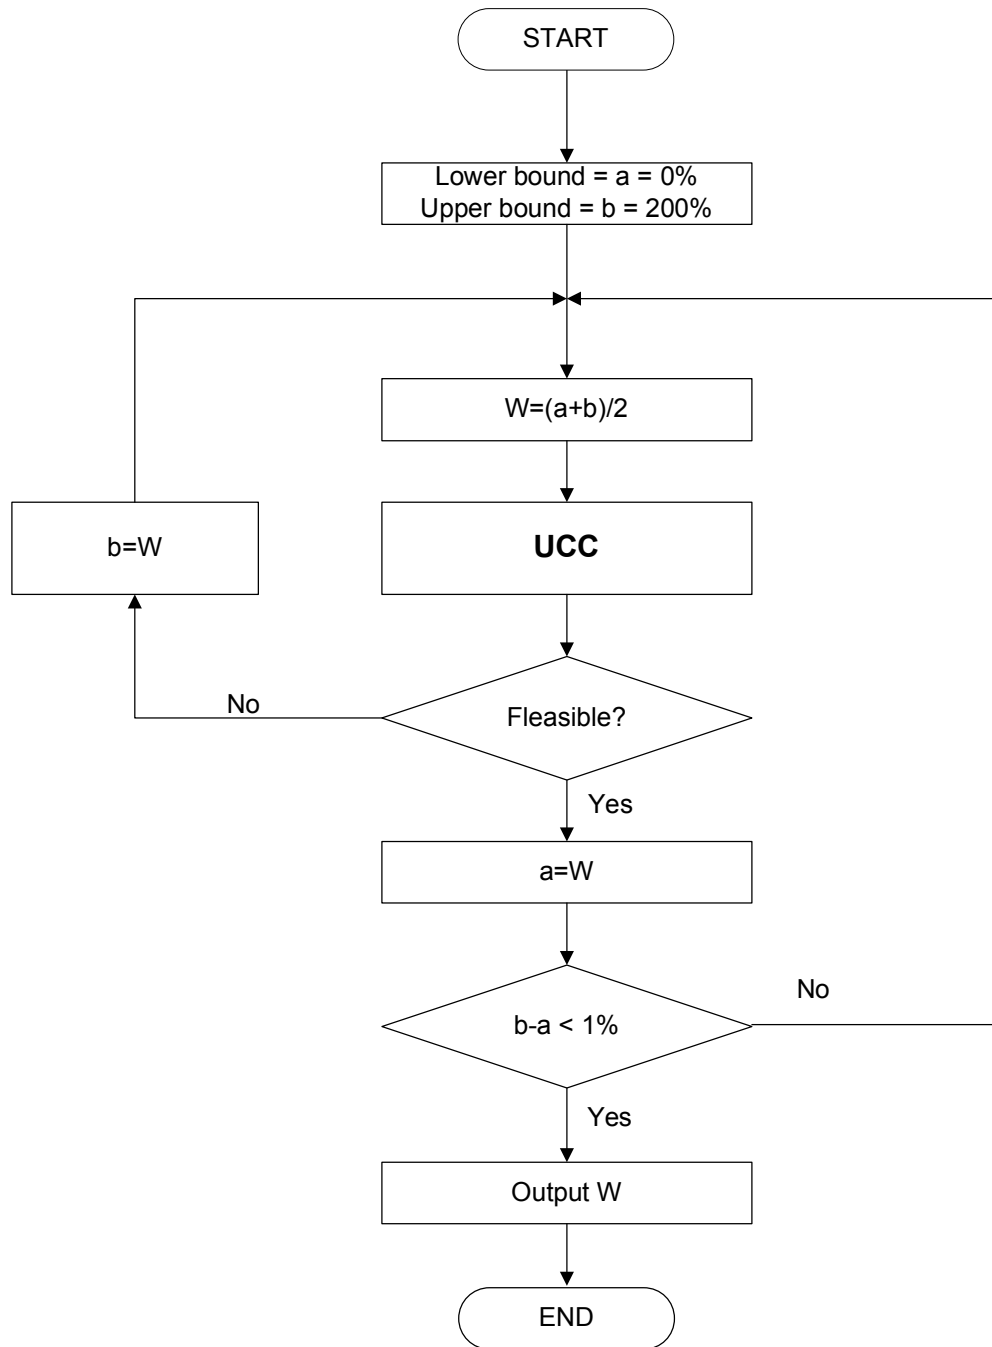 START
Lower bound = a = 0%
Upper bound = b = 200%
W=(a+b)/2
UCC
b=W
Fleasible?
No
Yes
a=W
b-a < 1%
No
Yes
Output W
END